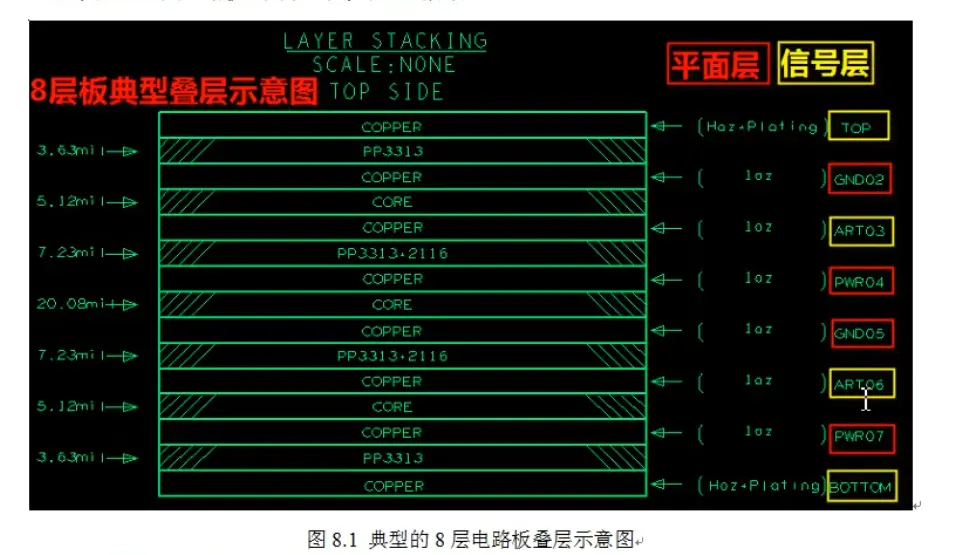 LAYER STACKING
SCALE:NONE
平面层 信号层
8层板典型叠层示意图 TOP SIDE
COPPER (Hoz+Plating) TOP
3.63mil PP3313
COPPER ( 1oz ) GND02
5.12mil CORE
COPPER ( 1oz ) ART03
7.23mil PP3313+2116
COPPER ( 1oz ) PWR04
20.08mil CORE
COPPER ( 1oz ) GND05
7.23mil PP3313+2116
COPPER ( 1oz ) ART06
5.12mil CORE
COPPER ( 1oz ) PWR07
3.63mil PP3313
COPPER (Hoz+Plating) BOTTOM
图 8.1 典型的 8 层电路板叠层示意图